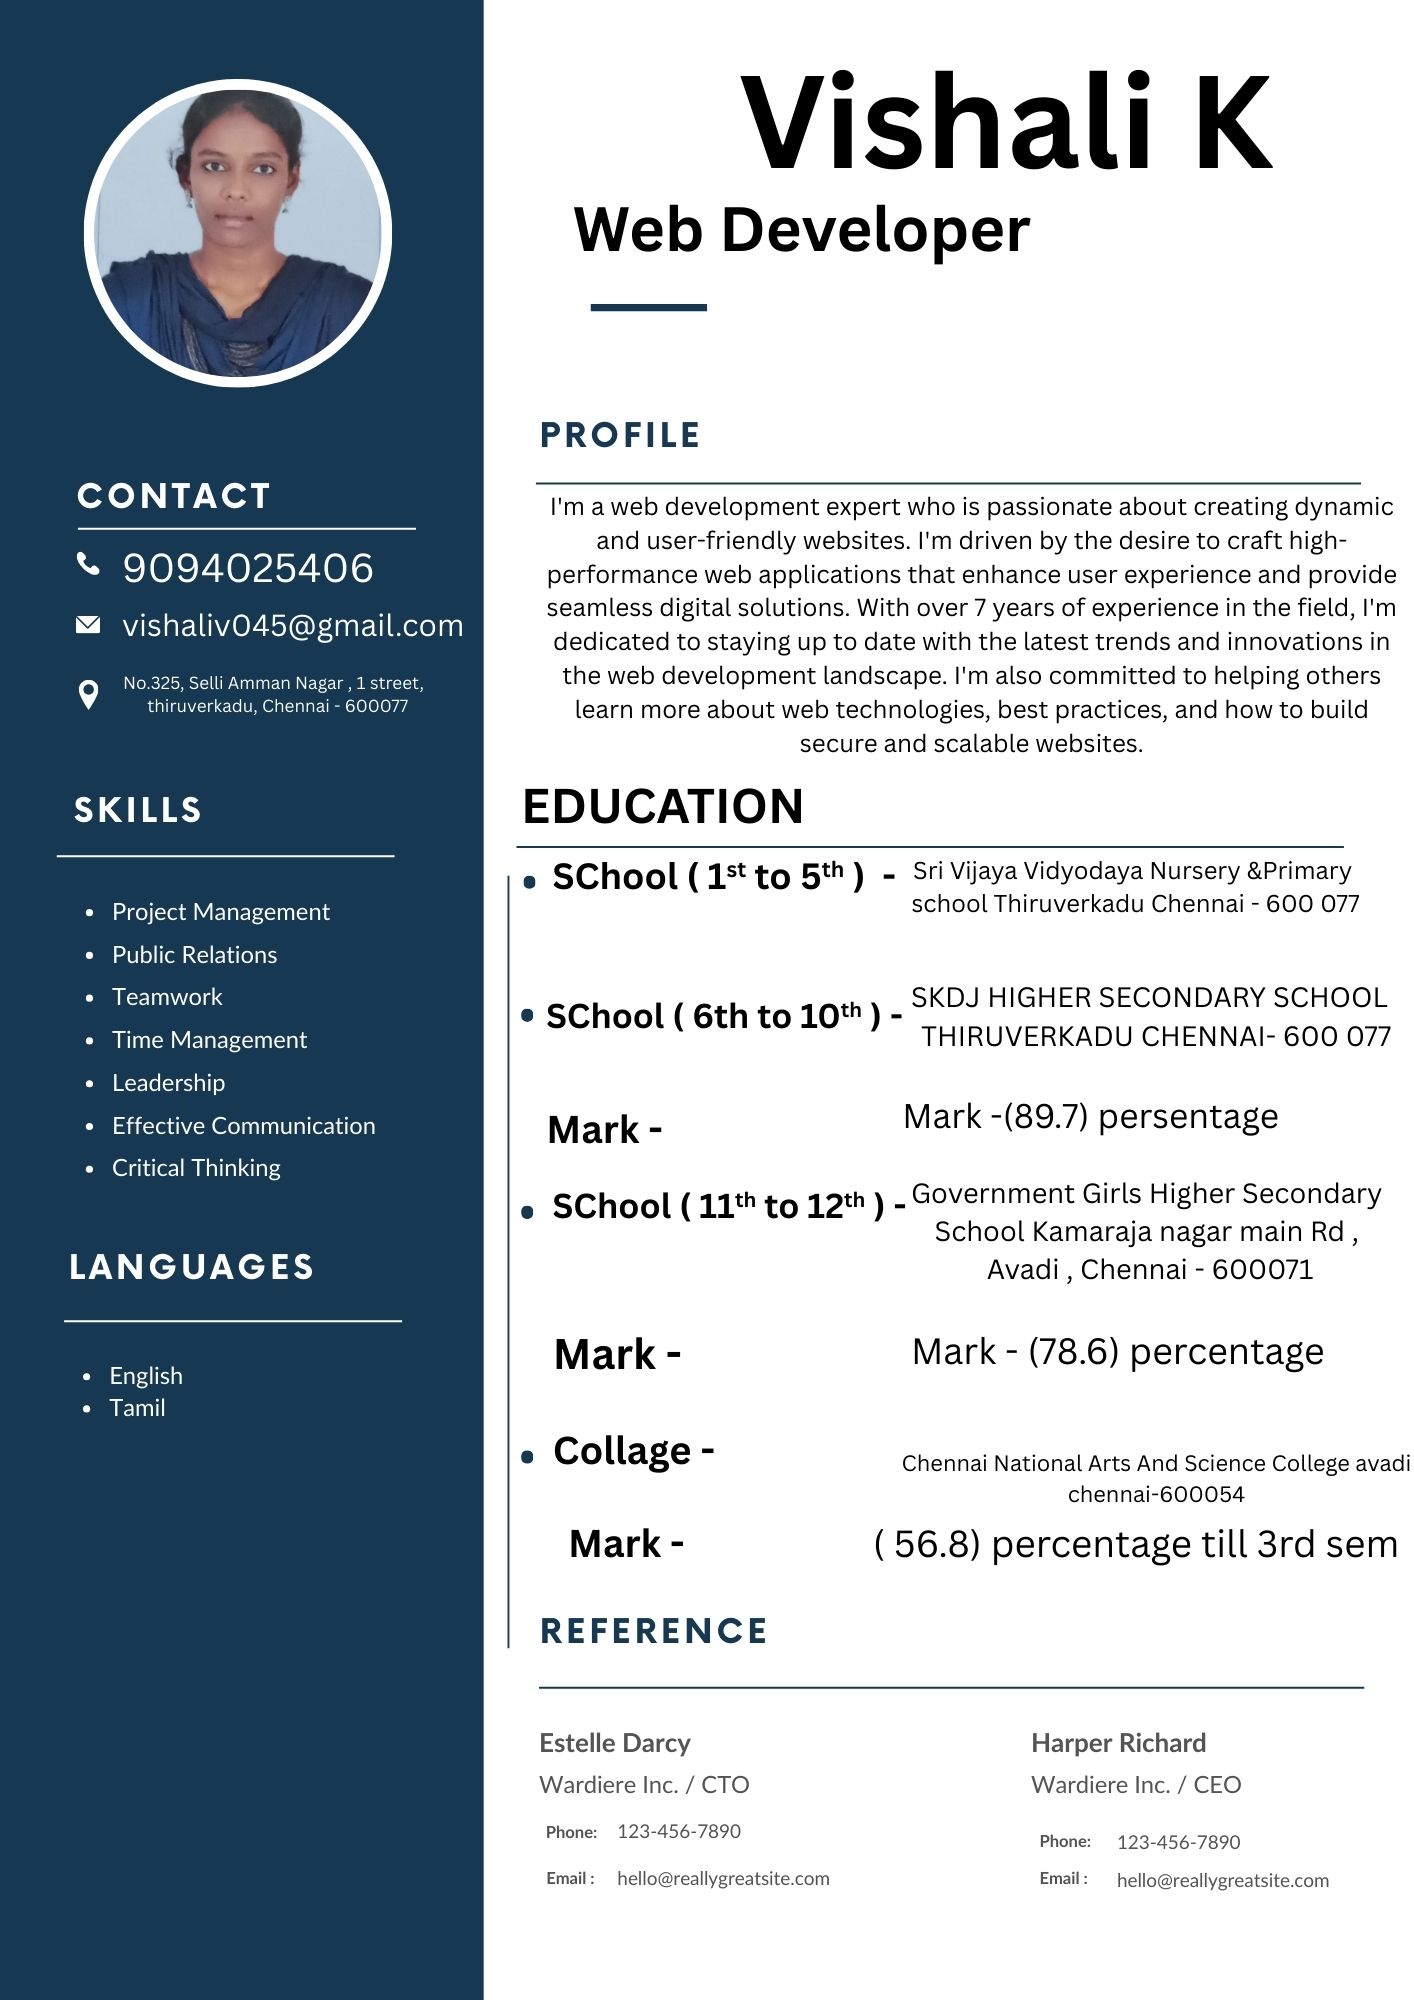 Vishali K
Web Developer
CONTACT
9094025406
vishaliv045@gmail.com
No.325, Selli Amman Nagar , 1 street,
thiruverkadu, Chennai - 600077
SKILLS
• Project Management
• Public Relations
• Teamwork
• Time Management
• Leadership
• Effective Communication
• Critical Thinking
LANGUAGES
• English
• Tamil
PROFILE
I'm a web development expert who is passionate about creating dynamic
and user-friendly websites. I'm driven by the desire to craft high-
performance web applications that enhance user experience and provide
seamless digital solutions. With over 7 years of experience in the field, I'm
dedicated to staying up to date with the latest trends and innovations in
the web development landscape. I'm also committed to helping others
learn more about web technologies, best practices, and how to build
secure and scalable websites.
EDUCATION
• SChool ( 1st to 5th ) - Sri Vijaya Vidyodaya Nursery &Primary
school Thiruverkadu Chennai - 600 077
• SChool ( 6th to 10th ) - SKDJ HIGHER SECONDARY SCHOOL
THIRUVERKADU CHENNAI- 600 077
Mark - Mark -(89.7) persentage
• SChool ( 11th to 12th ) - Government Girls Higher Secondary
School Kamaraja nagar main Rd ,
Avadi , Chennai - 600071
Mark - Mark - (78.6) percentage
• Collage - Chennai National Arts And Science College avadi
chennai-600054
Mark - ( 56.8) percentage till 3rd sem
REFERENCE
Estelle Darcy
Wardiere Inc. / CTO
Phone: 123-456-7890
Email : hello@reallygreatsite.com
Harper Richard
Wardiere Inc. / CEO
Phone: 123-456-7890
Email : hello@reallygreatsite.com